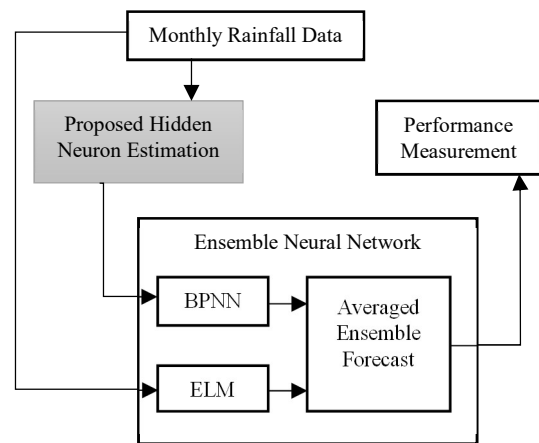 Monthly Rainfall Data
Proposed Hidden
Neuron Estimation
Performance
Measurement
Ensemble Neural Network
BPNN
Averaged
Ensemble
Forecast
ELM